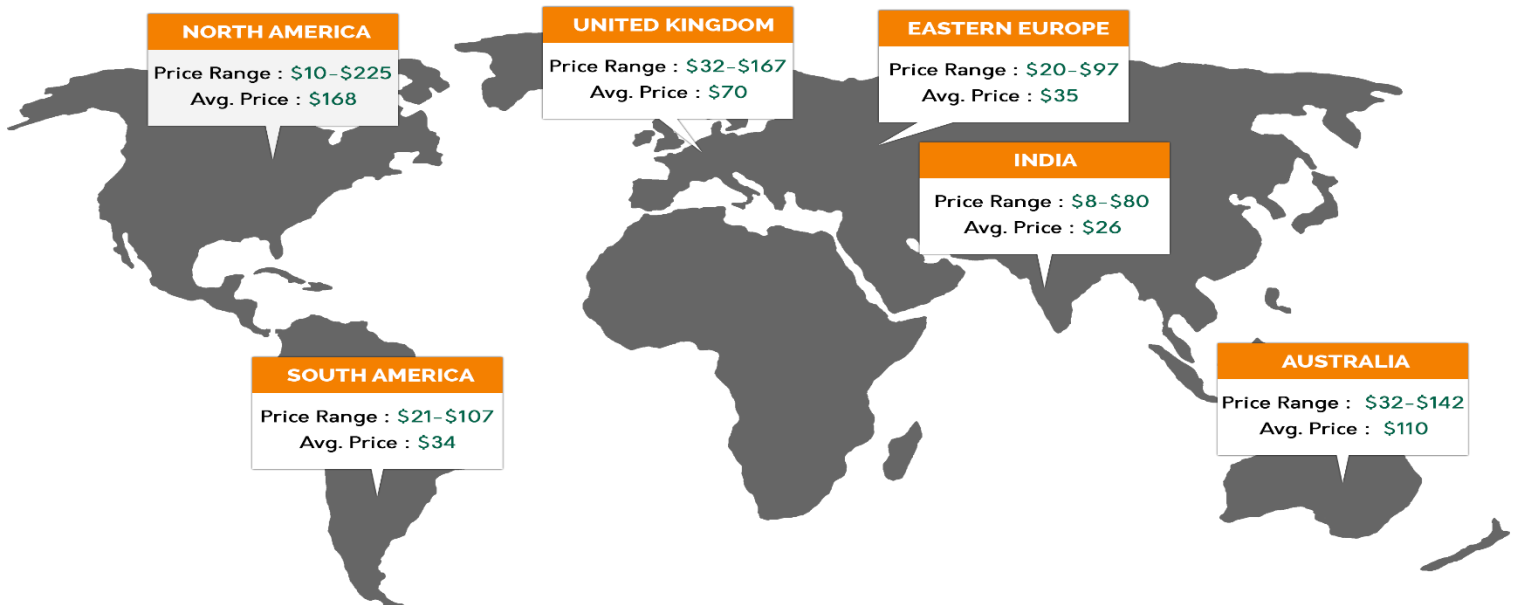 NORTH AMERICA
Price Range : $10-$225
Avg. Price : $168
UNITED KINGDOM
Price Range : $32-$167
Avg. Price : $70
EASTERN EUROPE
Price Range : $20-$97
Avg. Price : $35
INDIA
Price Range : $8-$80
Avg. Price : $26
SOUTH AMERICA
Price Range : $21-$107
Avg. Price : $34
AUSTRALIA
Price Range : $32-$142
Avg. Price : $110